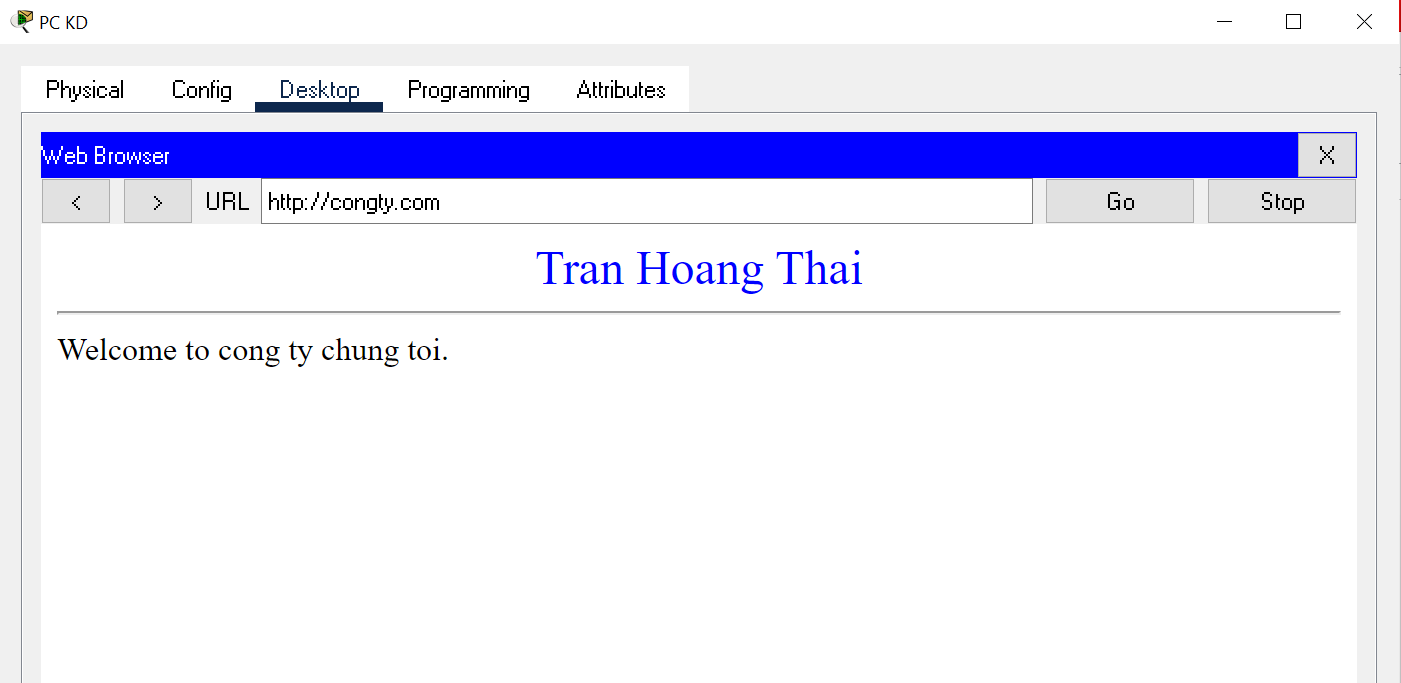 PC KD
Physical Config Desktop Programming Attributes
Web Browser X
< > URL http://congty.com Go Stop
Tran Hoang Thai
Welcome to cong ty chung toi.